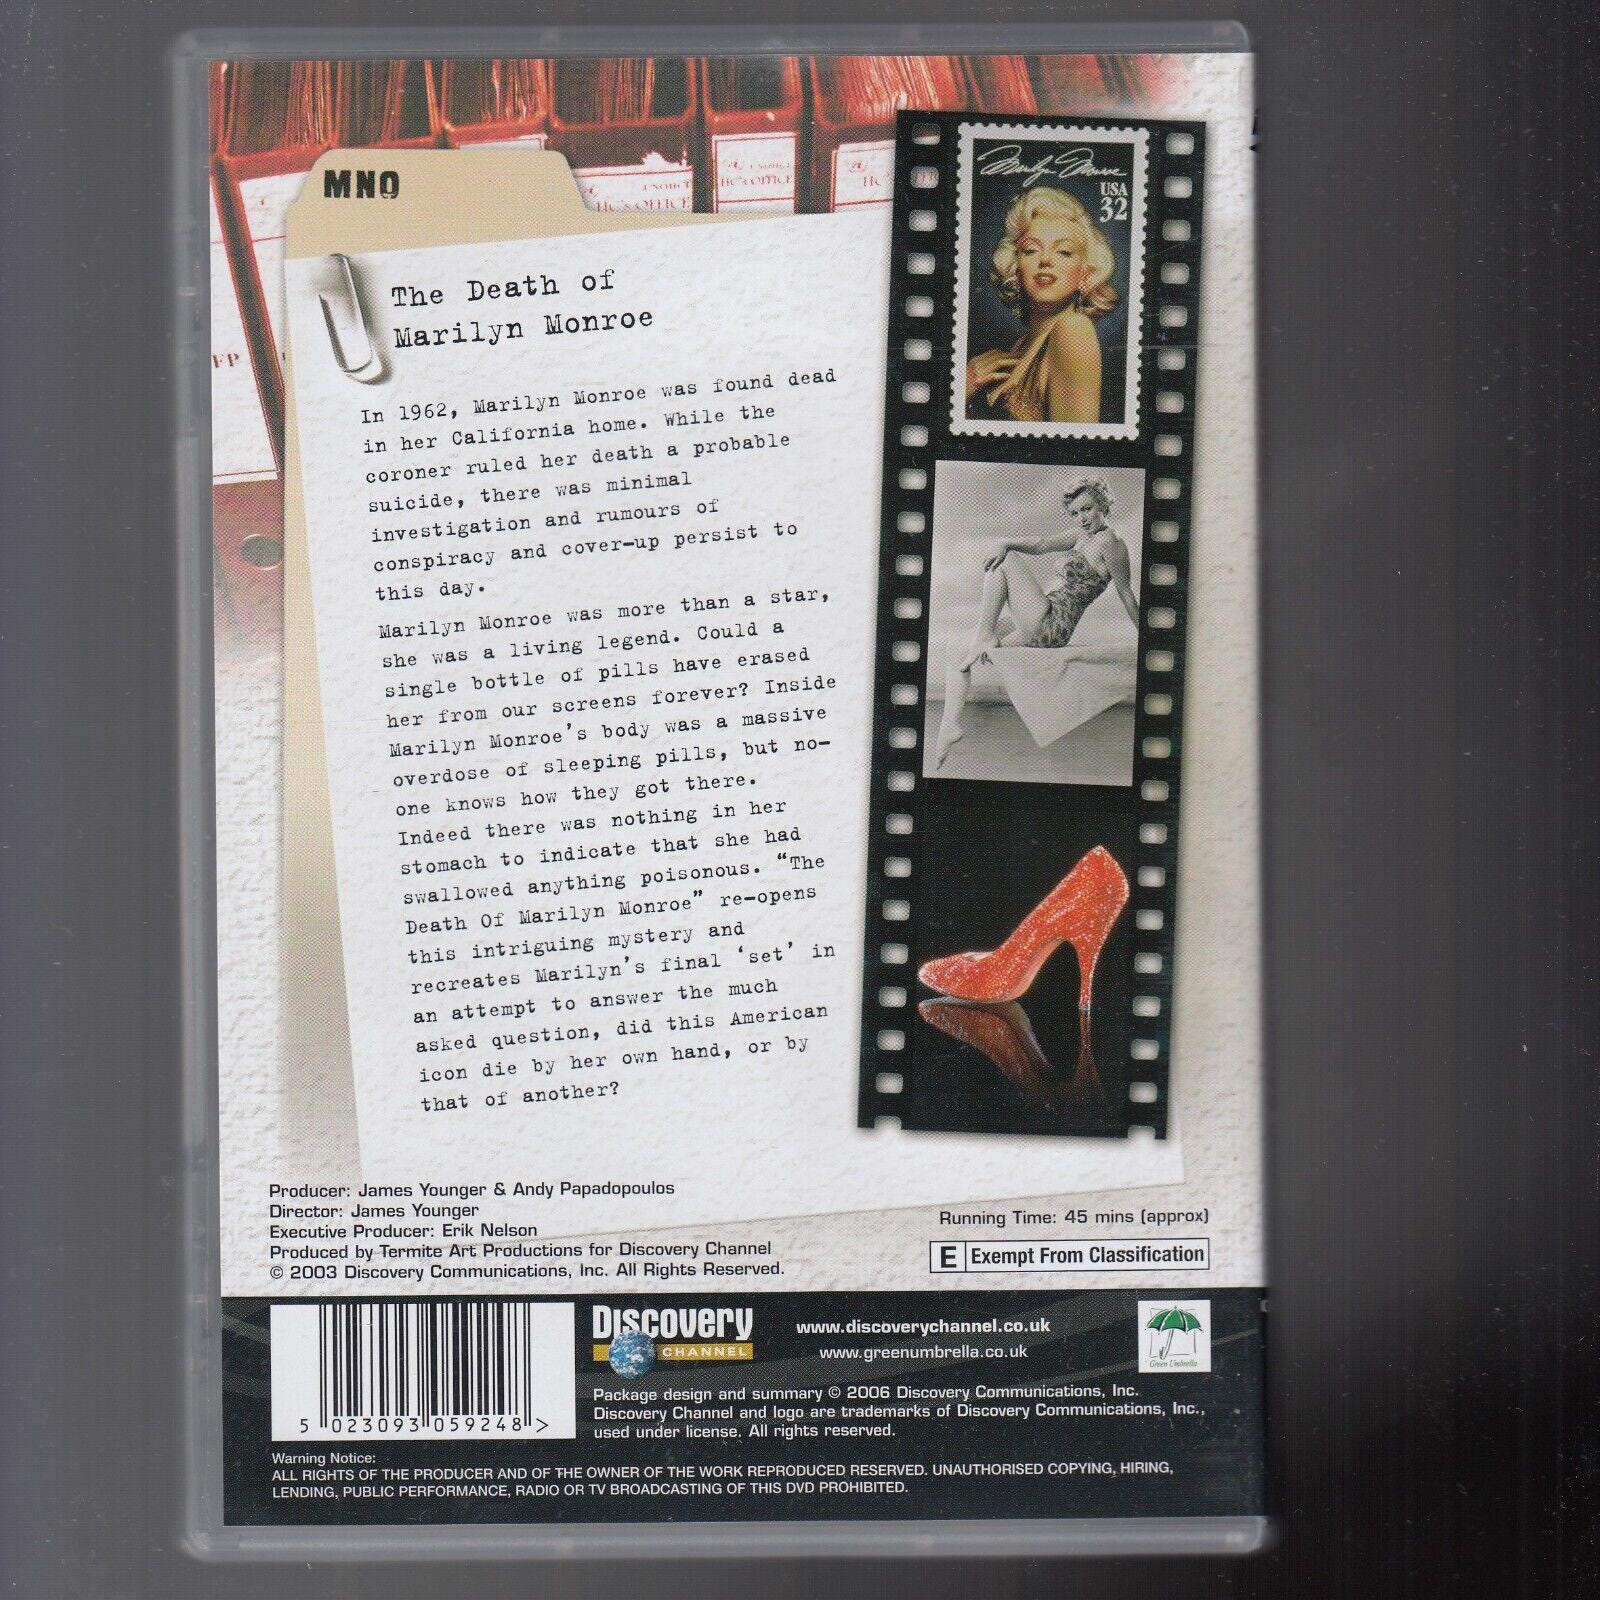 MNO
HC'S OFFICE
HC'S OFFICE
FP
The Death of
Marilyn Monroe
In 1962, Marilyn Monroe was found dead
in her California home. While the
coroner ruled her death a probable
suicide, there was minimal
investigation and rumours of
conspiracy and cover-up persist to
this day.
Marilyn Monroe was more than a star,
she was a living legend. Could a
single bottle of pills have erased
her from our screens forever? Inside
Marilyn Monroe's body was a massive
overdose of sleeping pills, but no-
one knows how they got there.
Indeed there was nothing in her
stomach to indicate that she had
swallowed anything poisonous. “The
Death Of Marilyn Monroe” re-opens
this intriguing mystery and
recreates Marilyn's final ‘set’ in
an attempt to answer the much
asked question, did this American
icon die by her own hand, or by
that of another?
Marilyn Monroe
USA
32
Producer: James Younger & Andy Papadopoulos
Director: James Younger
Executive Producer: Erik Nelson
Produced by Termite Art Productions for Discovery Channel
© 2003 Discovery Communications, Inc. All Rights Reserved.
Running Time: 45 mins (approx)
E Exempt From Classification
5 023093 059248 >
Discovery
CHANNEL
www.discoverychannel.co.uk
www.greenumbrella.co.uk
Green Umbrella
Package design and summary © 2006 Discovery Communications, Inc.
Discovery Channel and logo are trademarks of Discovery Communications, Inc.,
used under license. All rights reserved.
Warning Notice:
ALL RIGHTS OF THE PRODUCER AND OF THE OWNER OF THE WORK REPRODUCED RESERVED. UNAUTHORISED COPYING, HIRING,
LENDING, PUBLIC PERFORMANCE, RADIO OR TV BROADCASTING OF THIS DVD PROHIBITED.